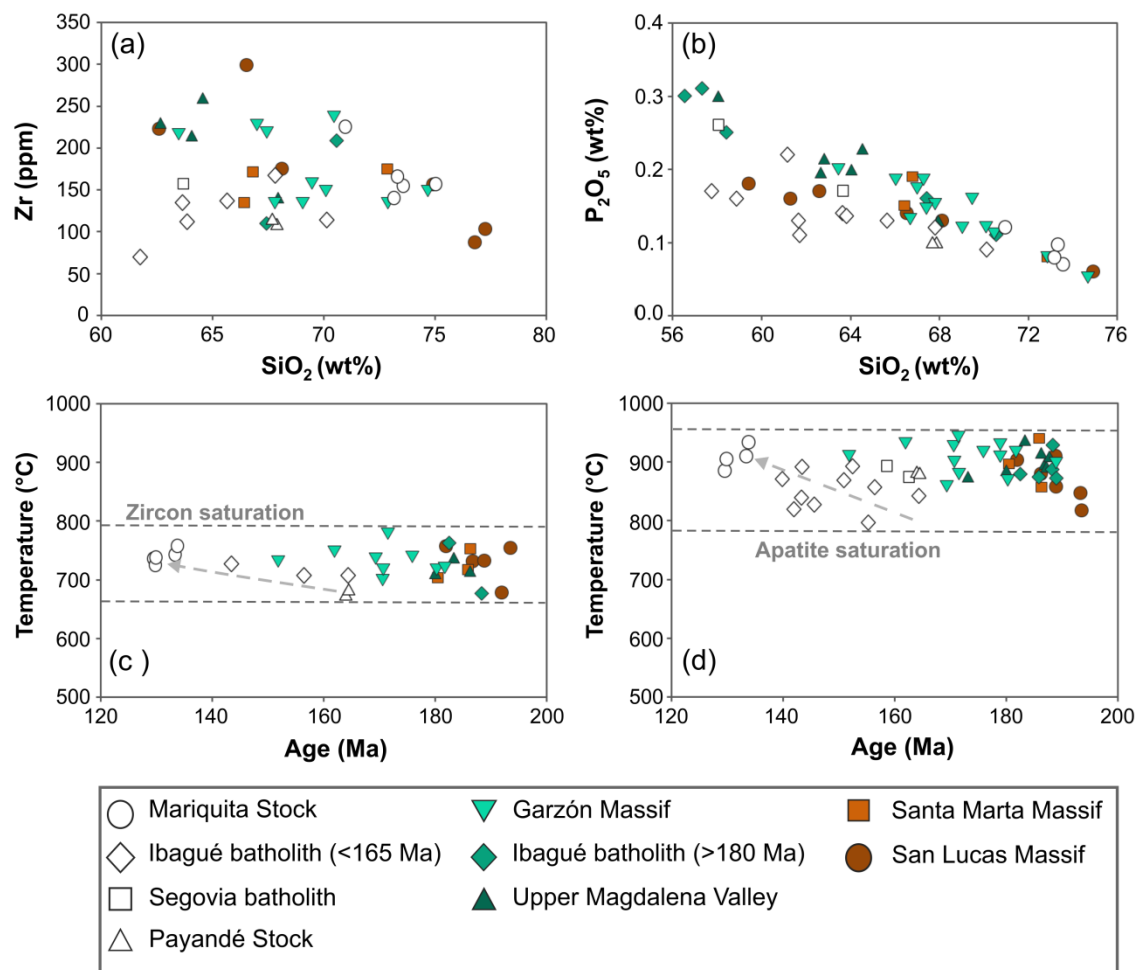 (a)
Zr (ppm)
350
300
250
200
150
100
50
0
60 65 70 75 80
SiO₂ (wt%)
(b)
P₂O₅ (wt%)
0.4
0.3
0.2
0.1
0.0
56 60 64 68 72 76
SiO₂ (wt%)
1000
900
800
700
600
500
Temperature (°C)
Zircon saturation
(c )
120 140 160 180 200
Age (Ma)
1000
900
800
700
600
500
Temperature (°C)
Apatite saturation
(d)
120 140 160 180 200
Age (Ma)
Mariquita Stock
Ibagué batholith (<165 Ma)
Segovia batholith
Payandé Stock
Garzón Massif
Ibagué batholith (>180 Ma)
Upper Magdalena Valley
Santa Marta Massif
San Lucas Massif